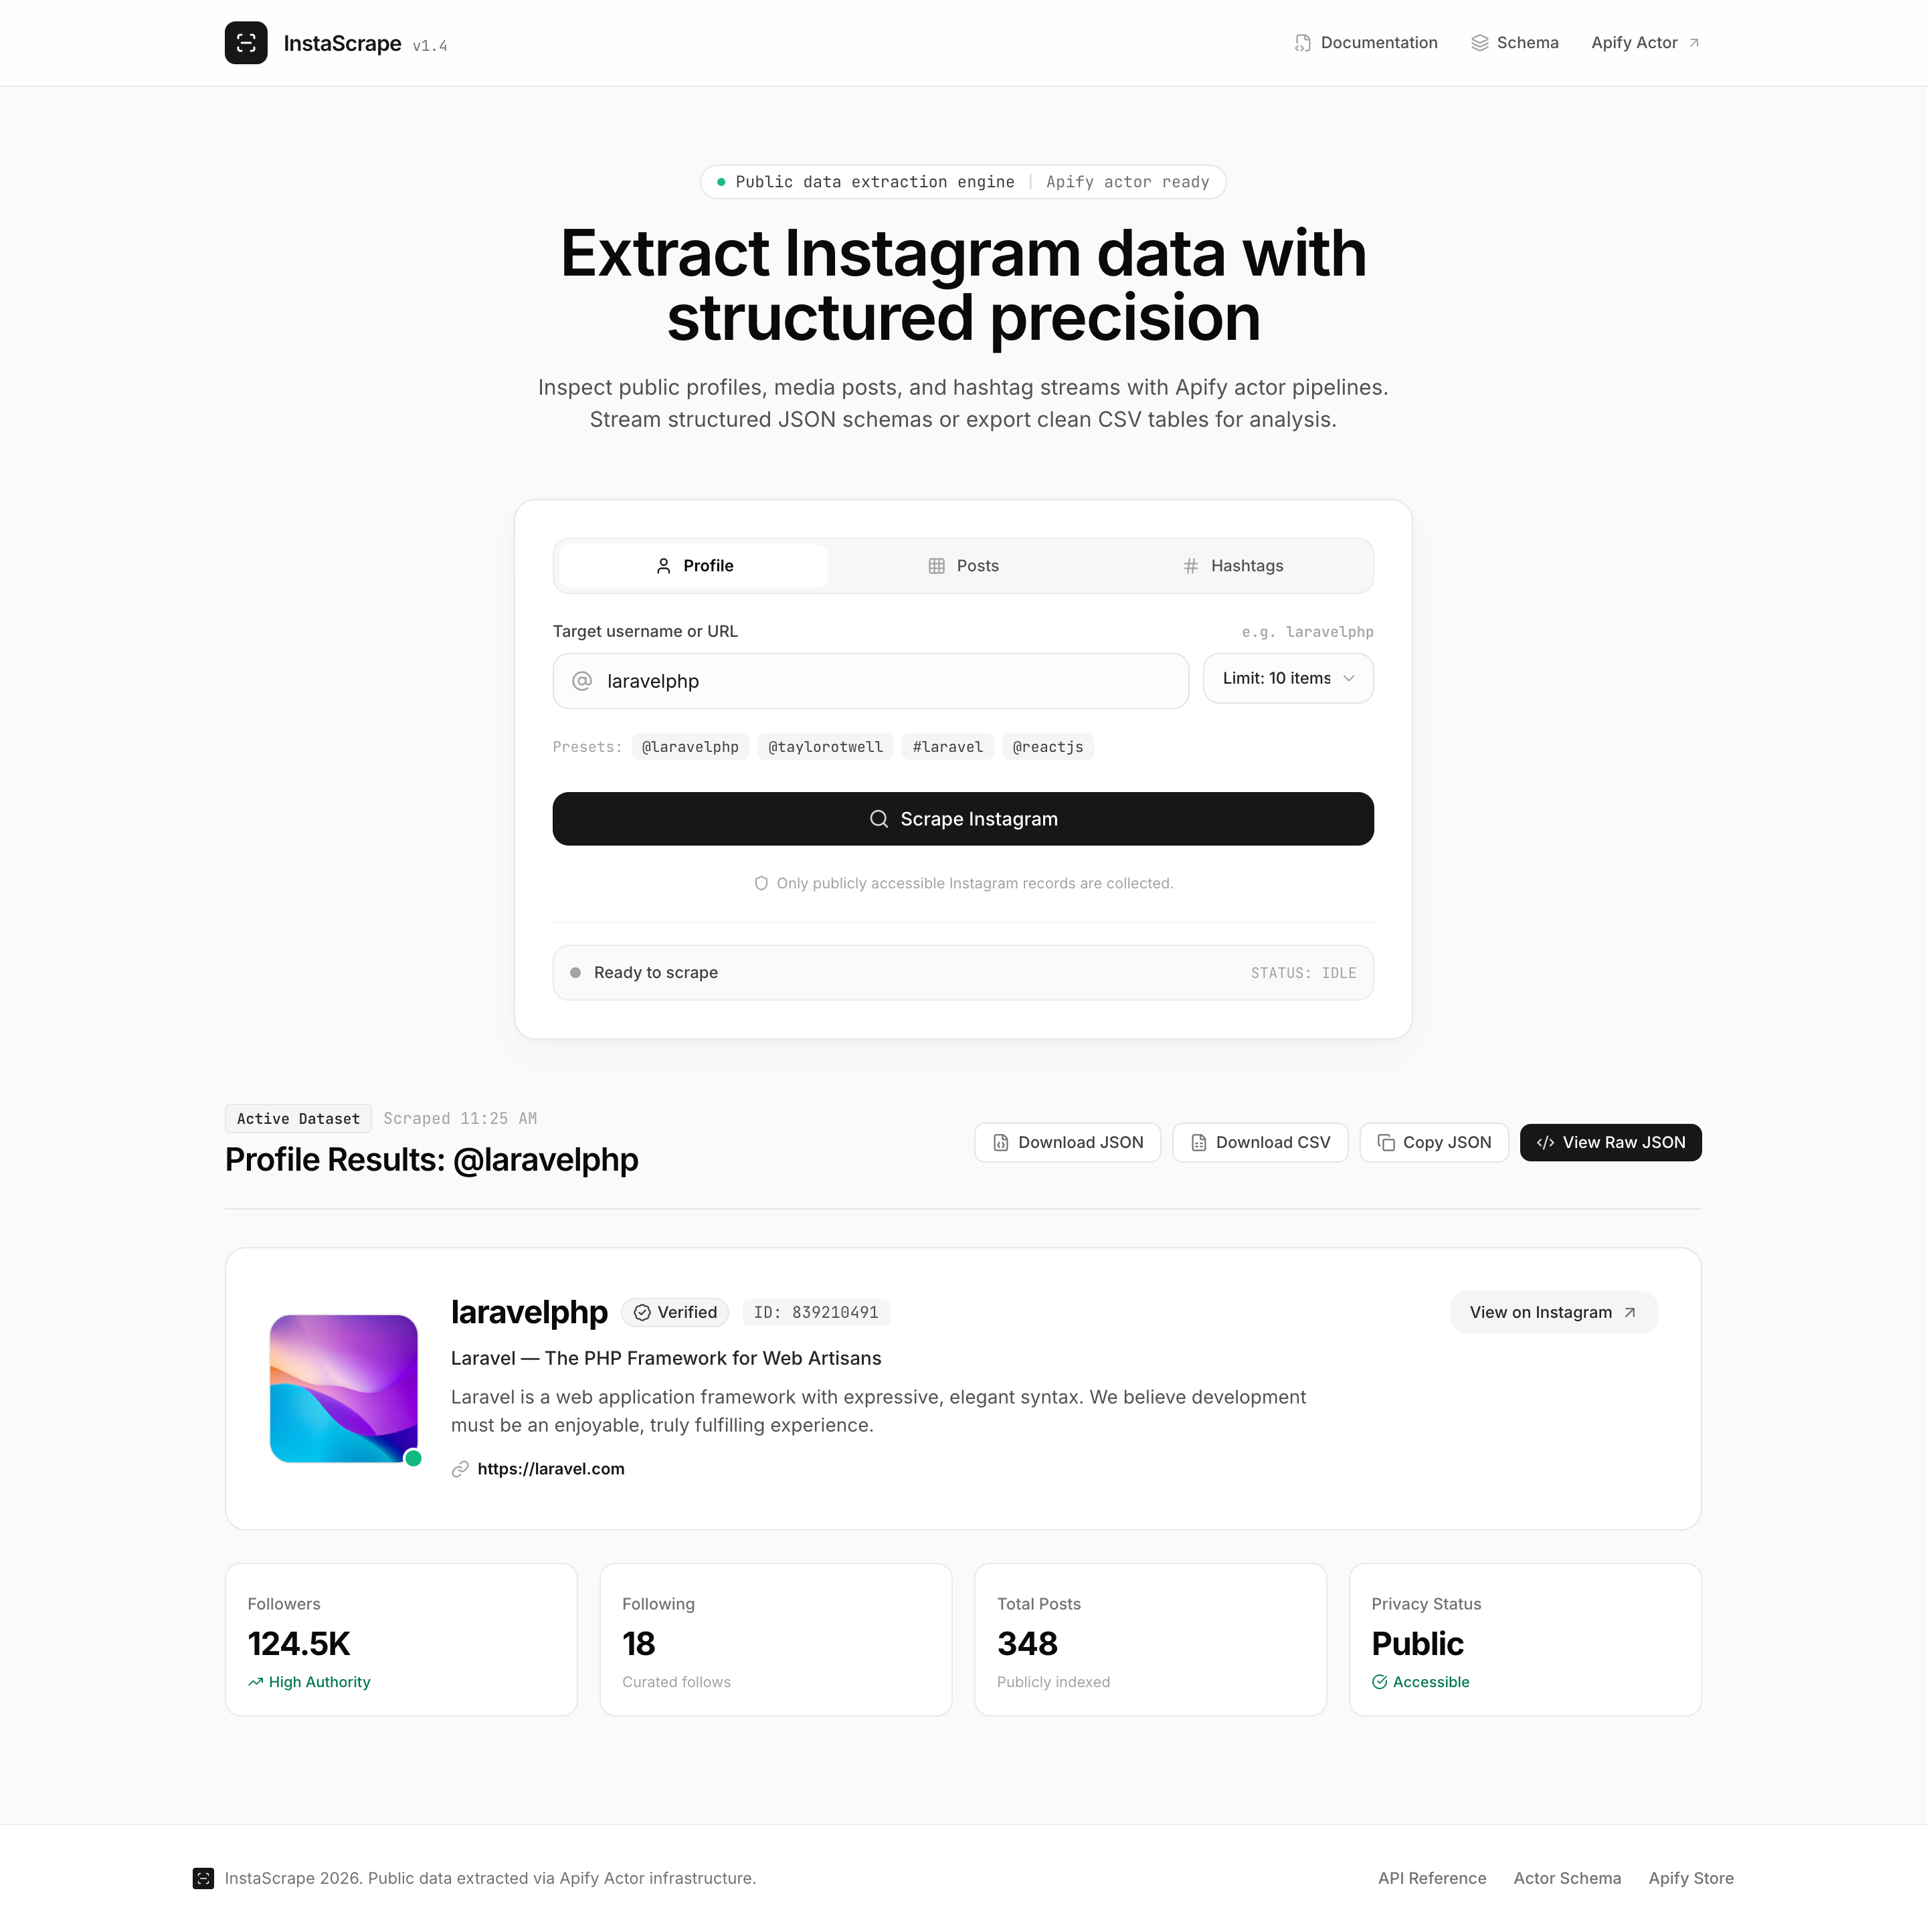 InstaScrape v1.4
Documentation
Schema
Apify Actor
Public data extraction engine | Apify actor ready
Extract Instagram data with
structured precision
Inspect public profiles, media posts, and hashtag streams with Apify actor pipelines.
Stream structured JSON schemas or export clean CSV tables for analysis.
Profile
Posts
Hashtags
Target username or URL
e.g. laravelphp
laravelphp
Limit: 10 items
Presets: @laravelphp @taylorotwell #laravel @reactjs
Scrape Instagram
Only publicly accessible Instagram records are collected.
Ready to scrape
STATUS: IDLE
Active Dataset Scraped 11:25 AM
Profile Results: @laravelphp
Download JSON
Download CSV
Copy JSON
View Raw JSON
laravelphp Verified ID: 839210491
View on Instagram
Laravel — The PHP Framework for Web Artisans
Laravel is a web application framework with expressive, elegant syntax. We believe development
must be an enjoyable, truly fulfilling experience.
https://laravel.com
Followers
124.5K
High Authority
Following
18
Curated follows
Total Posts
348
Publicly indexed
Privacy Status
Public
Accessible
InstaScrape 2026. Public data extracted via Apify Actor infrastructure.
API Reference
Actor Schema
Apify Store